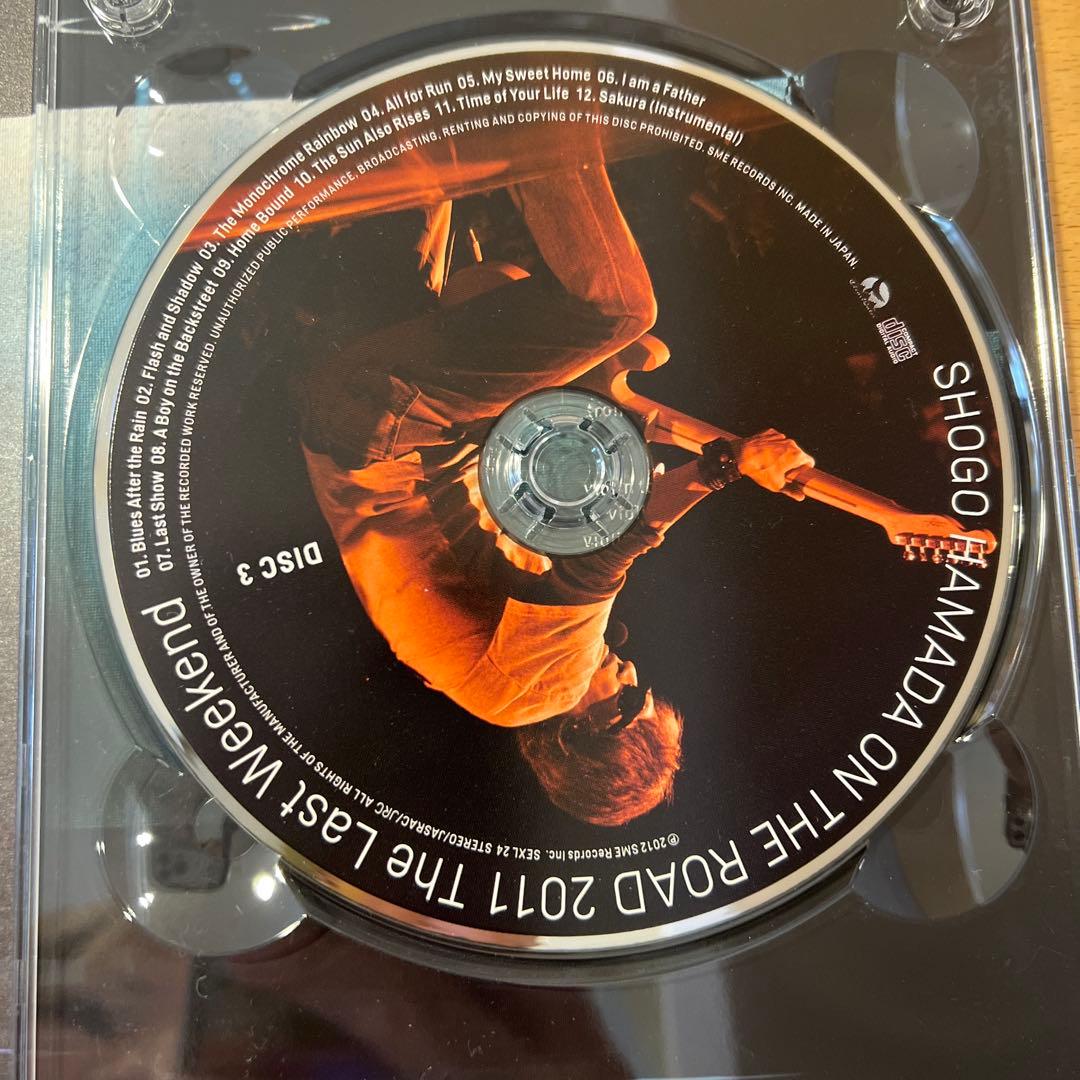 SHOGO HAMADA ON THE ROAD 2011 The Last Weekend
01. Blues After the Rain 02. Flash and Shadow 03. The Monochrome Rainbow 04. All for Run 05. My Sweet Home 06. I am a Father
07. Last Show 08. A Boy on the Backstreet 09. Home Bound 10. The Sun Also Rises 11. Time of Your Life 12. Sakura (Instrumental)
℗2012 SME Records Inc. SEXL 24 STEREO/JASRAC/JRC ALL RIGHTS OF THE MANUFACTURER AND OF THE OWNER OF THE RECORDED WORK RESERVED. UNAUTHORIZED PUBLIC PERFORMANCE, BROADCASTING, RENTING AND COPYING OF THIS DISC PROHIBITED. SME RECORDS INC. MADE IN JAPAN.
COMPACT
disc
DIGITAL AUDIO
DISC 3